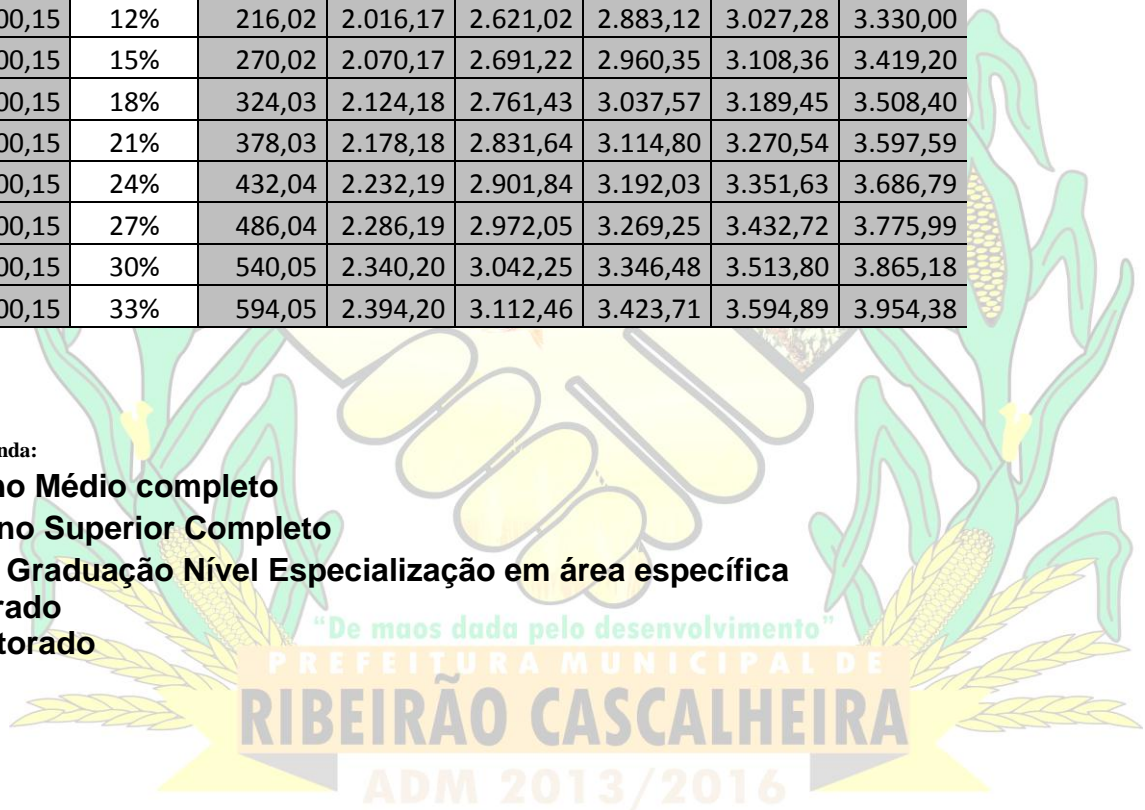 00,15 12% 216,02 2.016,17 2.621,02 2.883,12 3.027,28 3.330,00
00,15 15% 270,02 2.070,17 2.691,22 2.960,35 3.108,36 3.419,20
00,15 18% 324,03 2.124,18 2.761,43 3.037,57 3.189,45 3.508,40
00,15 21% 378,03 2.178,18 2.831,64 3.114,80 3.270,54 3.597,59
00,15 24% 432,04 2.232,19 2.901,84 3.192,03 3.351,63 3.686,79
00,15 27% 486,04 2.286,19 2.972,05 3.269,25 3.432,72 3.775,99
00,15 30% 540,05 2.340,20 3.042,25 3.346,48 3.513,80 3.865,18
00,15 33% 594,05 2.394,20 3.112,46 3.423,71 3.594,89 3.954,38
nda:
no Médio completo
no Superior Completo
Graduação Nível Especialização em área específica
rado
torado
"De maos dada pelo desenvolvimento"
PREFEITURA MUNICIPAL DE
RIBEIRÃO CASCALHEIRA
ADM 2013/2016